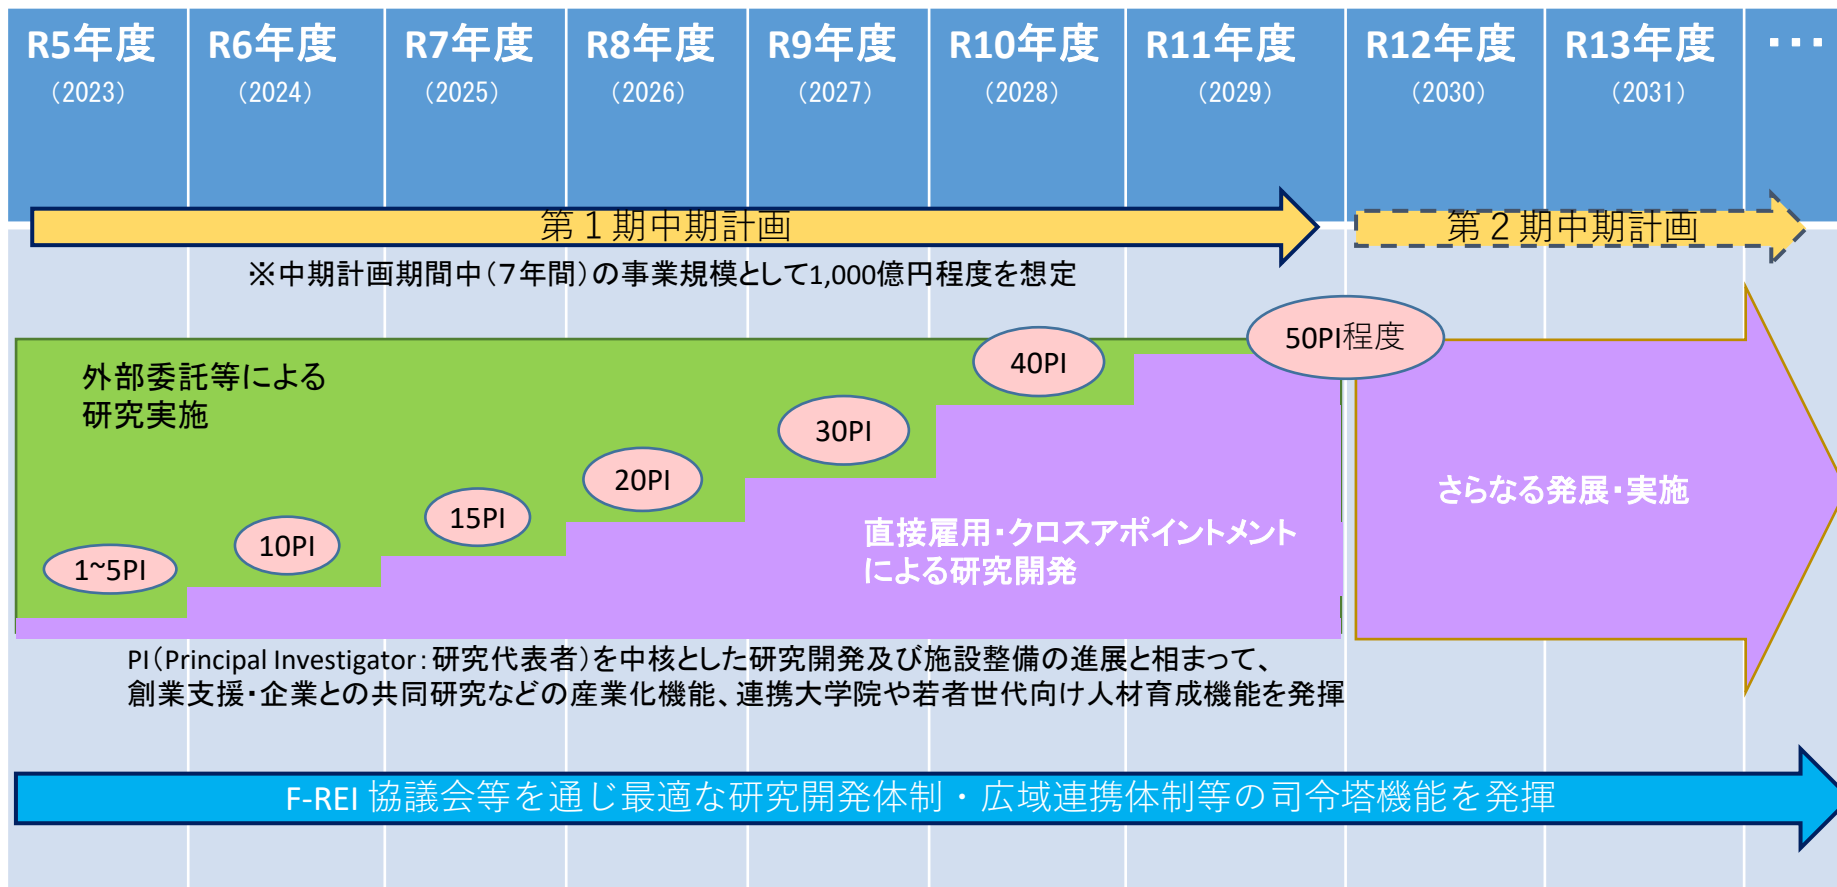 R5年度 R6年度 R7年度 R8年度 R9年度 R10年度 R11年度 R12年度 R13年度 ･･･
（2023） （2024） （2025） （2026） （2027） （2028） （2029） （2030） （2031）
第１期中期計画 第２期中期計画
※中期計画期間中（７年間）の事業規模として1,000億円程度を想定
50PI程度
40PI
外部委託等による
研究実施
30PI
20PI
さらなる発展・実施
15PI
10PI
1~5PI
直接雇用・クロスアポイントメント
による研究開発
PI（Principal Investigator：研究代表者）を中核とした研究開発及び施設整備の進展と相まって、
創業支援・企業との共同研究などの産業化機能、連携大学院や若者世代向け人材育成機能を発揮
F-REI 協議会等を通じ最適な研究開発体制・広域連携体制等の司令塔機能を発揮